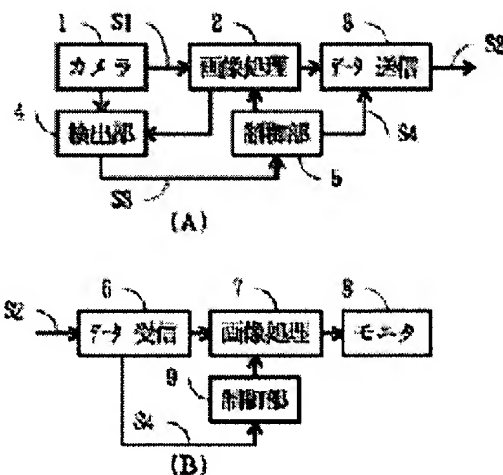 1 S1 2 3 S2
カメラ 画像処理 データ 送信
4 検出部 制御部 S4
5
S3
(A)
S2 6 7 8
データ 受信 画像処理 モニタ
9 制御部
S4
(B)